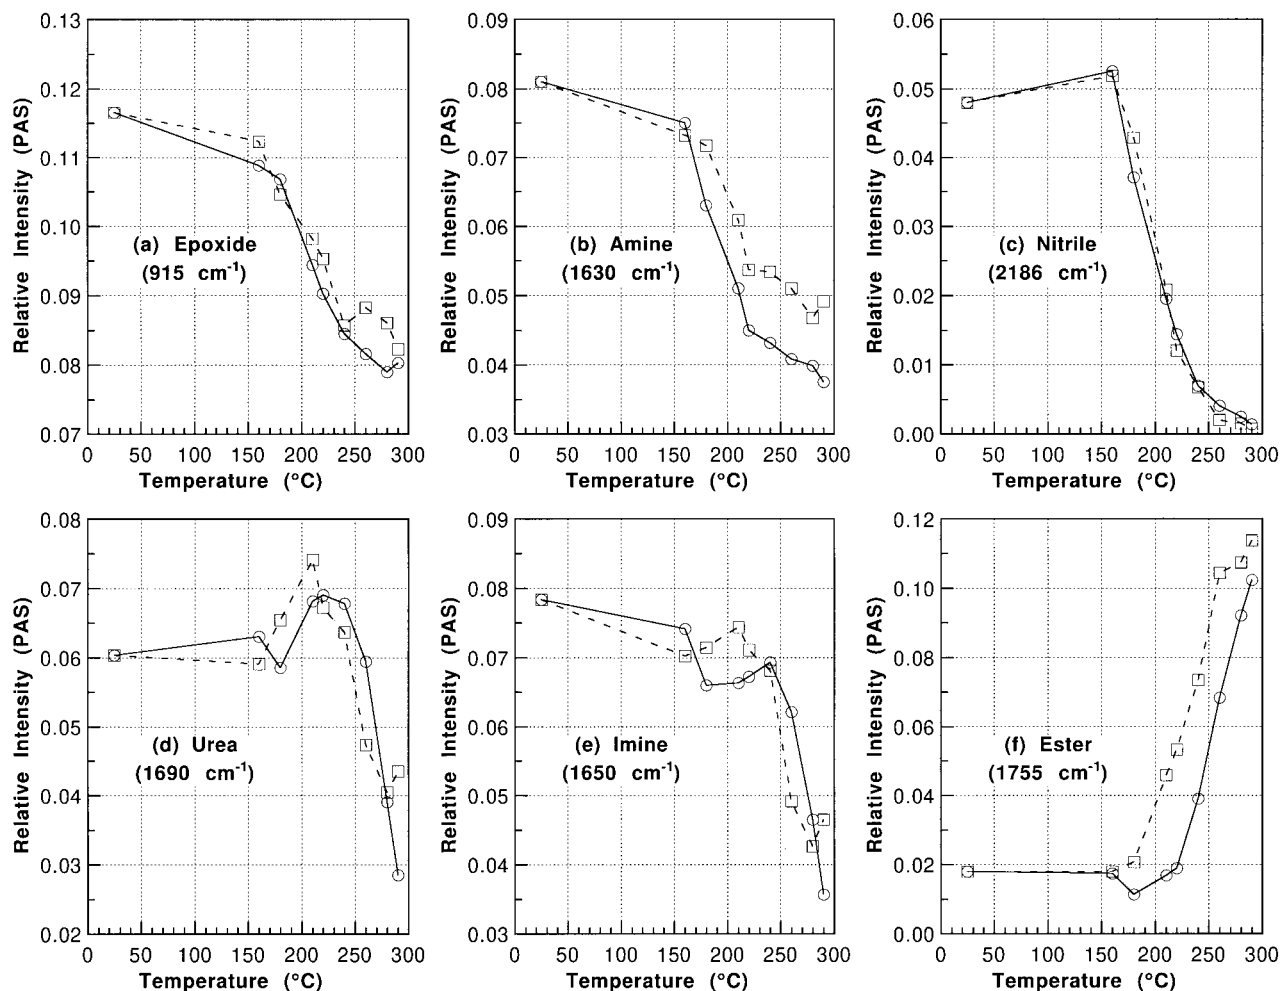 0.13
0.12
0.11
0.10
0.09
0.08
0.07
Relative Intensity (PAS)
(a) Epoxide
(915 cm⁻¹)
0 50 100 150 200 250 300
Temperature (°C)
0.09
0.08
0.07
0.06
0.05
0.04
0.03
Relative Intensity (PAS)
(b) Amine
(1630 cm⁻¹)
0 50 100 150 200 250 300
Temperature (°C)
0.06
0.05
0.04
0.03
0.02
0.01
0.00
Relative Intensity (PAS)
(c) Nitrile
(2186 cm⁻¹)
0 50 100 150 200 250 300
Temperature (°C)
0.08
0.07
0.06
0.05
0.04
0.03
0.02
Relative Intensity (PAS)
(d) Urea
(1690 cm⁻¹)
0 50 100 150 200 250 300
Temperature (°C)
0.09
0.08
0.07
0.06
0.05
0.04
0.03
Relative Intensity (PAS)
(e) Imine
(1650 cm⁻¹)
0 50 100 150 200 250 300
Temperature (°C)
0.12
0.10
0.08
0.06
0.04
0.02
0.00
Relative Intensity (PAS)
(f) Ester
(1755 cm⁻¹)
0 50 100 150 200 250 300
Temperature (°C)